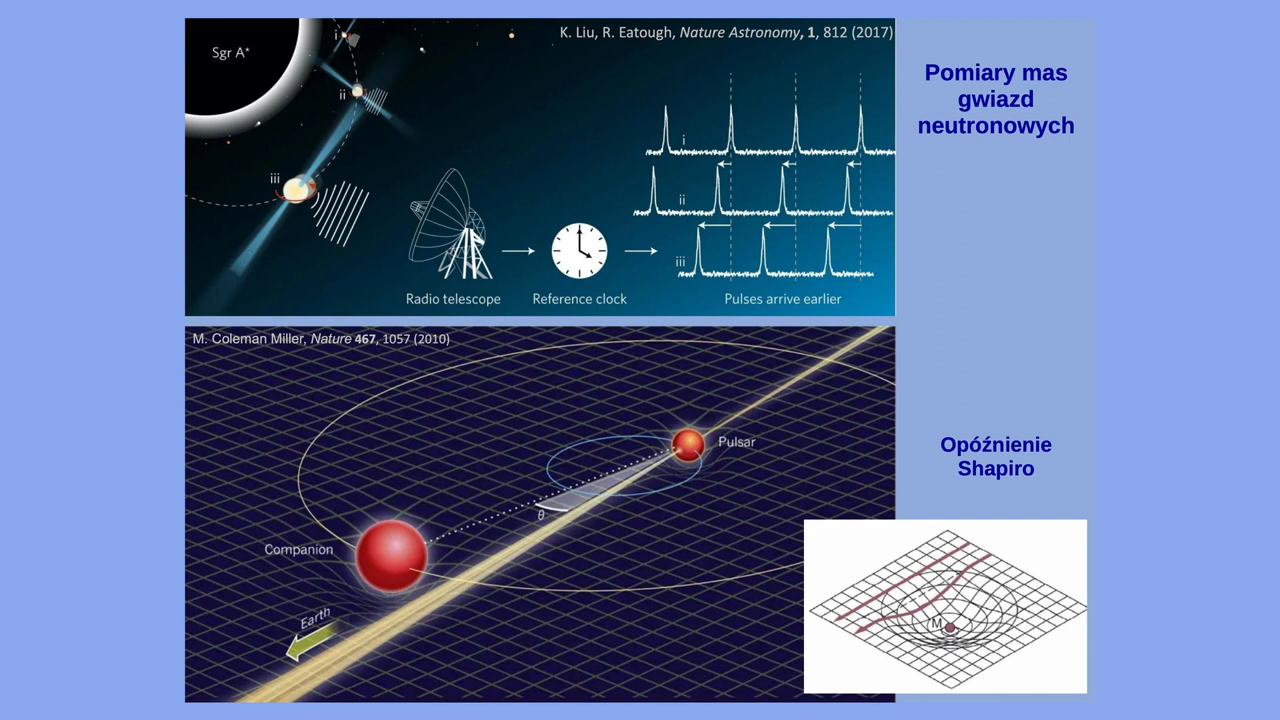 K. Liu, R. Eatough, Nature Astronomy, 1, 812 (2017)
Sgr A*
i
ii
iii
i
ii
iii
Radio telescope
Reference clock
Pulses arrive earlier
Pomiary mas
gwiazd
neutronowych
M. Coleman Miller, Nature 467, 1057 (2010)
Pulsar
θ
Companion
Earth
Opóźnienie
Shapiro
M